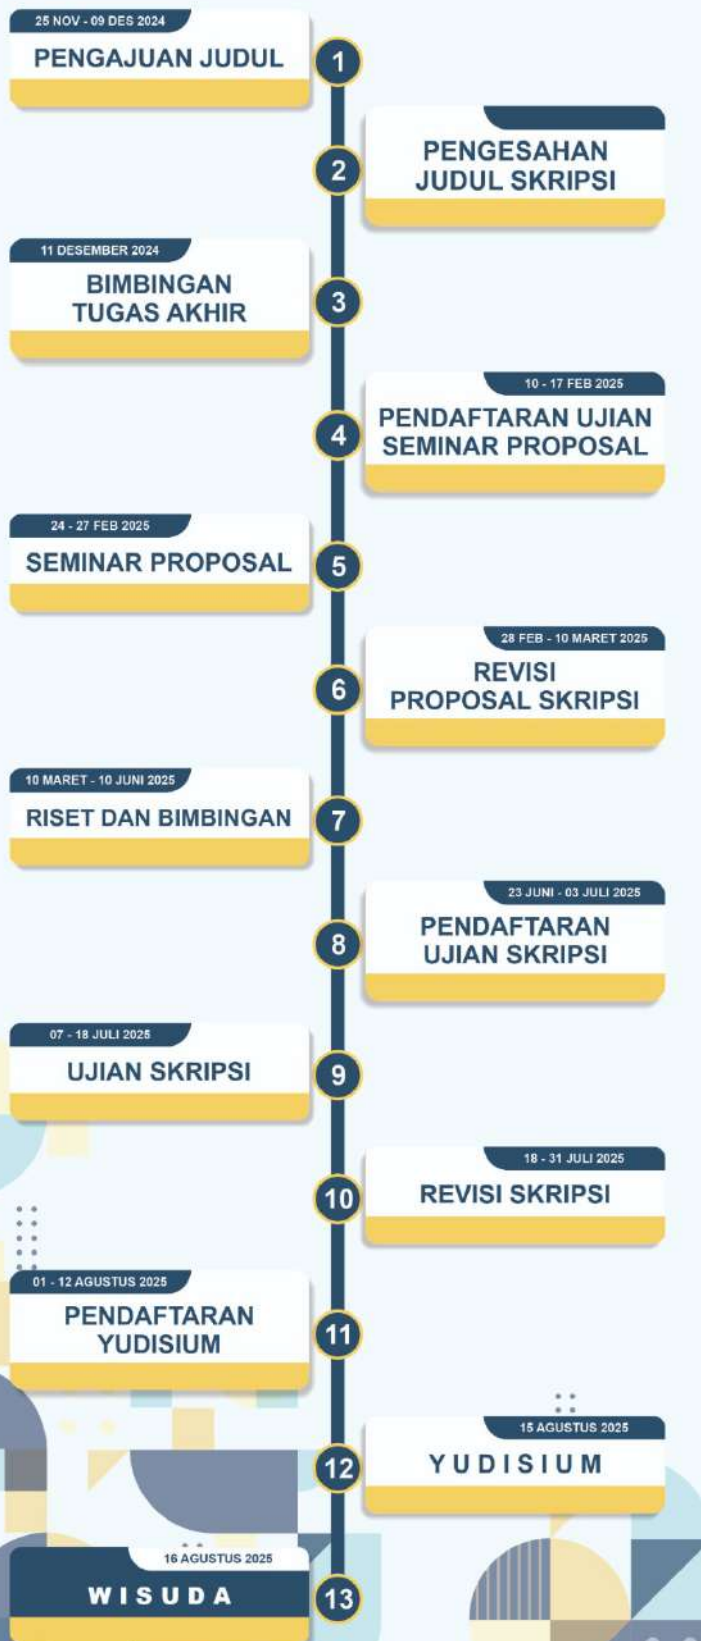 25 NOV - 09 DES 2024
PENGAJUAN JUDUL
1
PENGESAHAN
JUDUL SKRIPSI
2
11 DESEMBER 2024
BIMBINGAN
TUGAS AKHIR
3
10 - 17 FEB 2025
PENDAFTARAN UJIAN
SEMINAR PROPOSAL
4
24 - 27 FEB 2025
SEMINAR PROPOSAL
5
28 FEB - 10 MARET 2025
REVISI
PROPOSAL SKRIPSI
6
10 MARET - 10 JUNI 2025
RISET DAN BIMBINGAN
7
23 JUNI - 03 JULI 2025
PENDAFTARAN
UJIAN SKRIPSI
8
07 - 18 JULI 2025
UJIAN SKRIPSI
9
18 - 31 JULI 2025
REVISI SKRIPSI
10
01 - 12 AGUSTUS 2025
PENDAFTARAN
YUDISIUM
11
15 AGUSTUS 2025
YUDISIUM
12
16 AGUSTUS 2025
WISUDA
13